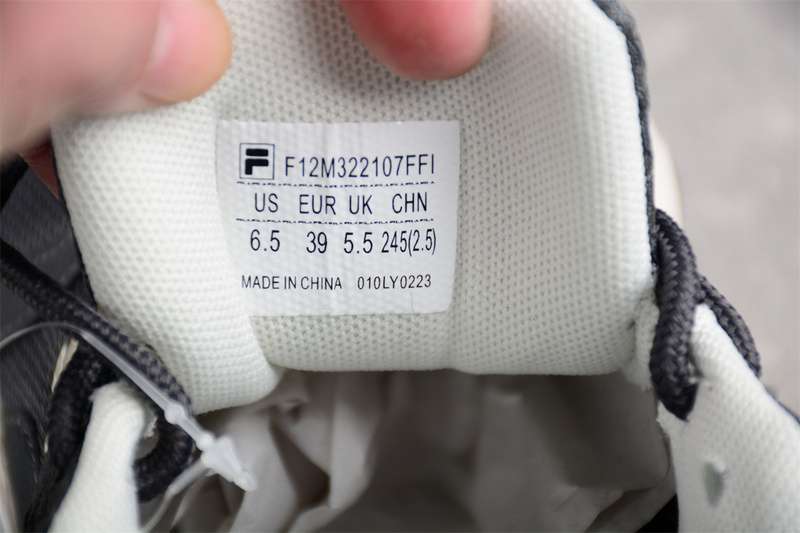 F12M322107FFI
US EUR UK CHN
6.5 39 5.5 245(2.5)
MADE IN CHINA 010LY0223